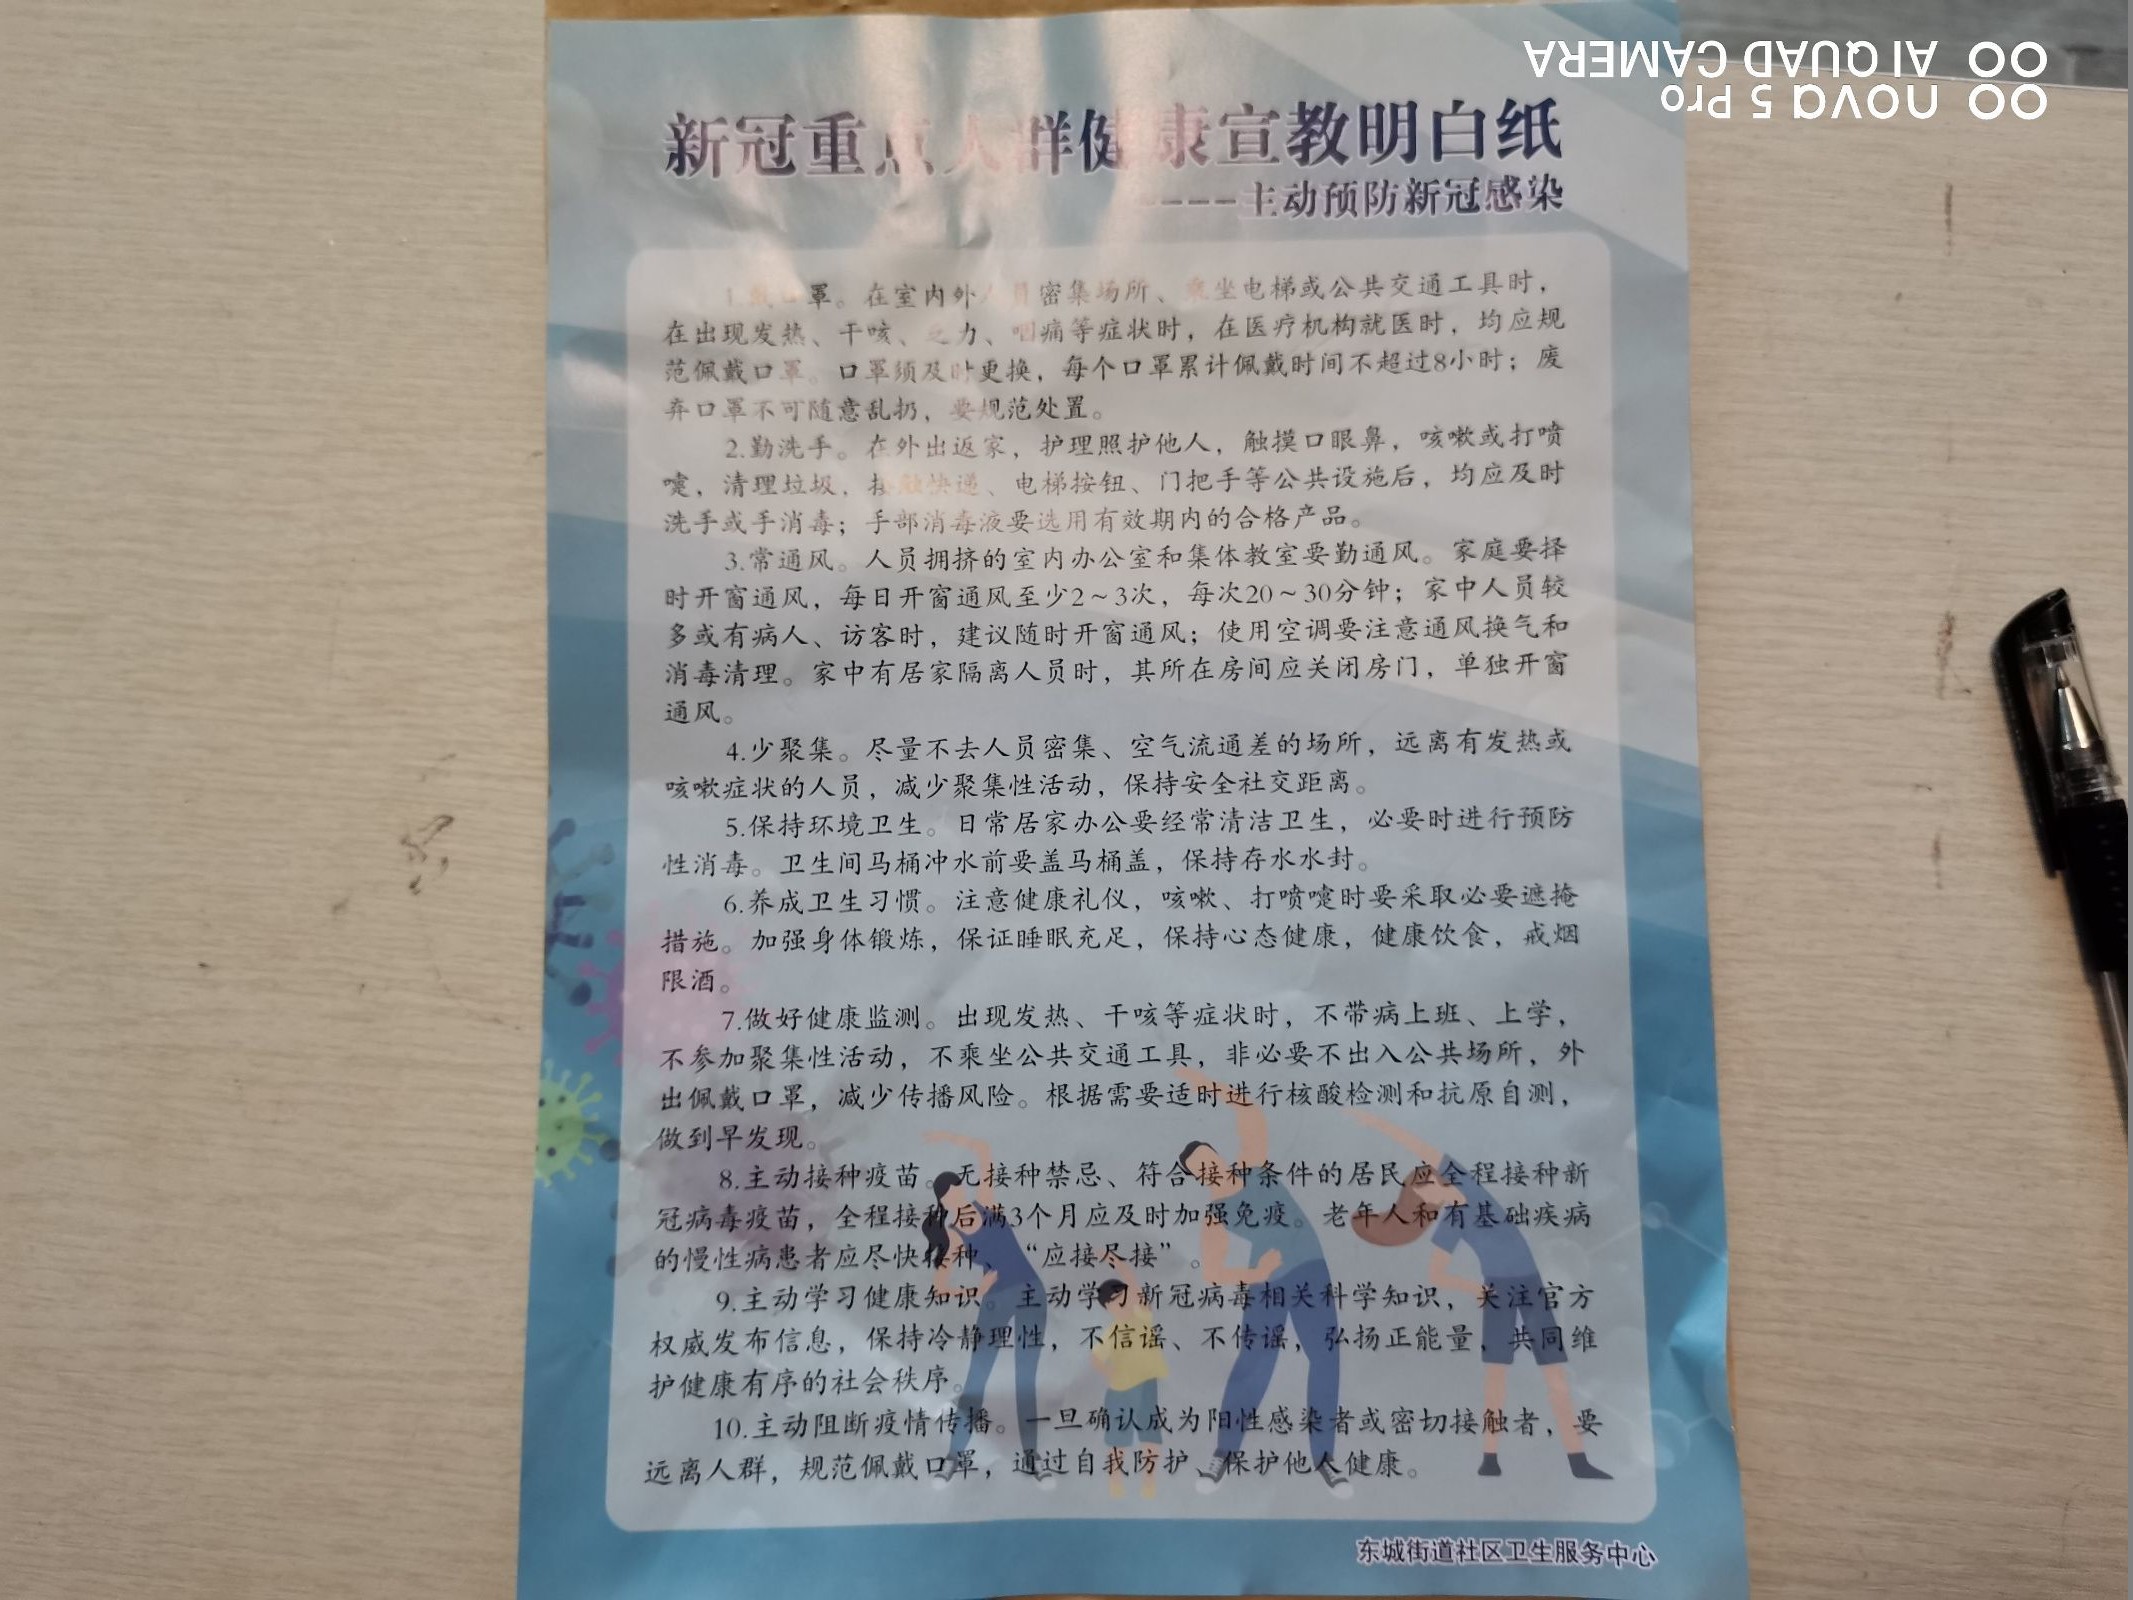 新冠重点人群健康宣教明白纸
----主动预防新冠感染
1.戴口罩。在室内外人员密集场所、乘坐电梯或公共交通工具时，
在出现发热、干咳、乏力、咽痛等症状时，在医疗机构就医时，均应规
范佩戴口罩。口罩须及时更换，每个口罩累计佩戴时间不超过8小时；废
弃口罩不可随意乱扔，要规范处置。
2.勤洗手。在外出返家，护理照护他人，触摸口眼鼻，咳嗽或打喷
嚏，清理垃圾，接触快递、电梯按钮、门把手等公共设施后，均应及时
洗手或手消毒；手部消毒液要选用有效期内的合格产品。
3.常通风。人员拥挤的室内办公室和集体教室要勤通风。家庭要择
时开窗通风，每日开窗通风至少2～3次，每次20～30分钟；家中人员较
多或有病人、访客时，建议随时开窗通风；使用空调要注意通风换气和
消毒清理。家中有居家隔离人员时，其所在房间应关闭房门，单独开窗
通风。
4.少聚集。尽量不去人员密集、空气流通差的场所，远离有发热或
咳嗽症状的人员，减少聚集性活动，保持安全社交距离。
5.保持环境卫生。日常居家办公要经常清洁卫生，必要时进行预防
性消毒。卫生间马桶冲水前要盖马桶盖，保持存水水封。
6.养成卫生习惯。注意健康礼仪，咳嗽、打喷嚏时要采取必要遮掩
措施。加强身体锻炼，保证睡眠充足，保持心态健康，健康饮食，戒烟
限酒。
7.做好健康监测。出现发热、干咳等症状时，不带病上班、上学，
不参加聚集性活动，不乘坐公共交通工具，非必要不出入公共场所，外
出佩戴口罩，减少传播风险。根据需要适时进行核酸检测和抗原自测，
做到早发现。
8.主动接种疫苗。无接种禁忌、符合接种条件的居民应全程接种新
冠病毒疫苗，全程接种后满3个月应及时加强免疫。老年人和有基础疾病
的慢性病患者应尽快接种、“应接尽接”。
9.主动学习健康知识。主动学习新冠病毒相关科学知识，关注官方
权威发布信息，保持冷静理性，不信谣、不传谣，弘扬正能量，共同维
护健康有序的社会秩序。
10.主动阻断疫情传播。一旦确认成为阳性感染者或密切接触者，要
远离人群，规范佩戴口罩，通过自我防护、保护他人健康。
东城街道社区卫生服务中心
nova 5 Pro
AI QUAD CAMERA